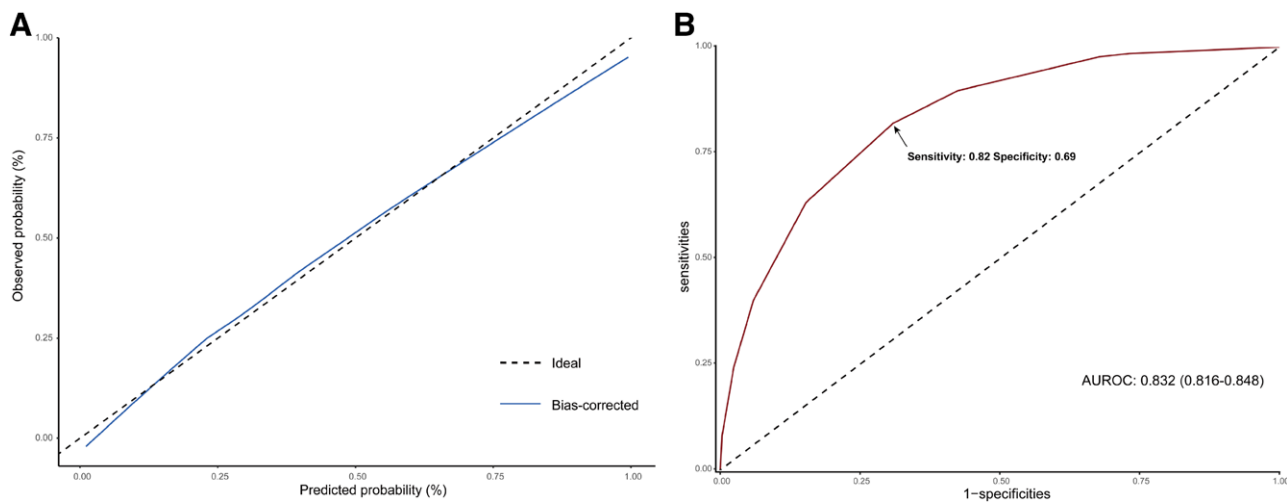 A
1.00
0.75
0.50
0.25
0.00
Observed probability (%)
Ideal
Bias-corrected
0.00 0.25 0.50 0.75 1.00
Predicted probability (%)
B
1.00
0.75
0.50
0.25
0.00
sensitivities
Sensitivity: 0.82 Specificity: 0.69
AUROC: 0.832 (0.816-0.848)
0.00 0.25 0.50 0.75 1.00
1−specificities